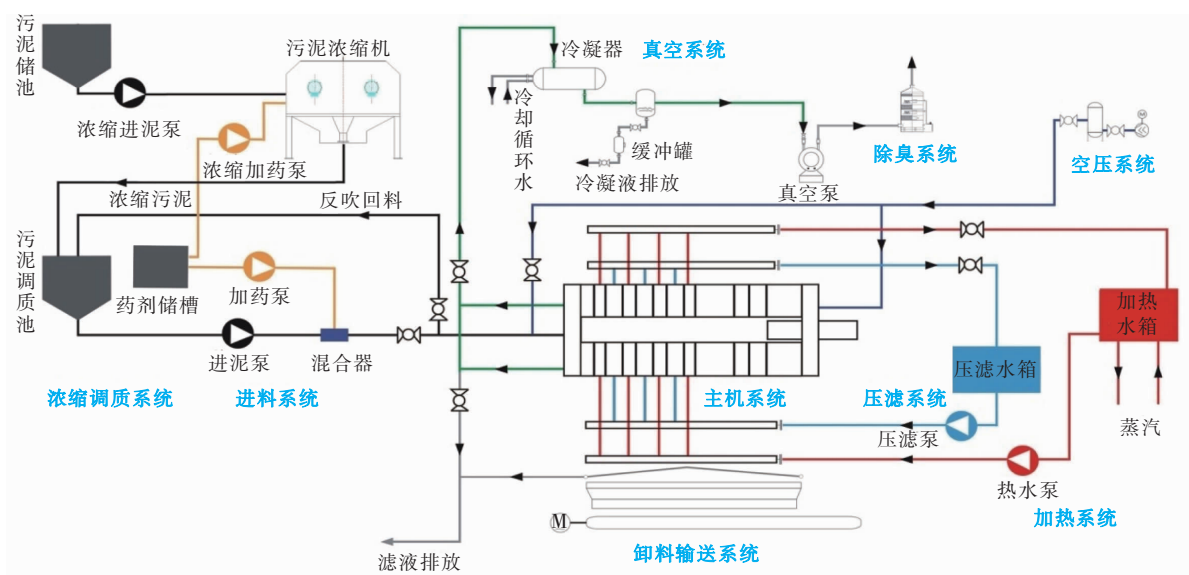 污泥储池
污泥浓缩机
浓缩进泥泵
浓缩加药泵
浓缩污泥
反吹回料
冷凝器
真空系统
冷却循环水
缓冲罐
冷凝液排放
真空泵
除臭系统
M
空压系统
污泥调质池
药剂储槽
加药泵
进泥泵
混合器
浓缩调质系统
进料系统
主机系统
压滤系统
压滤水箱
压滤泵
加热
水箱
蒸汽
热水泵
加热系统
M
卸料输送系统
滤液排放